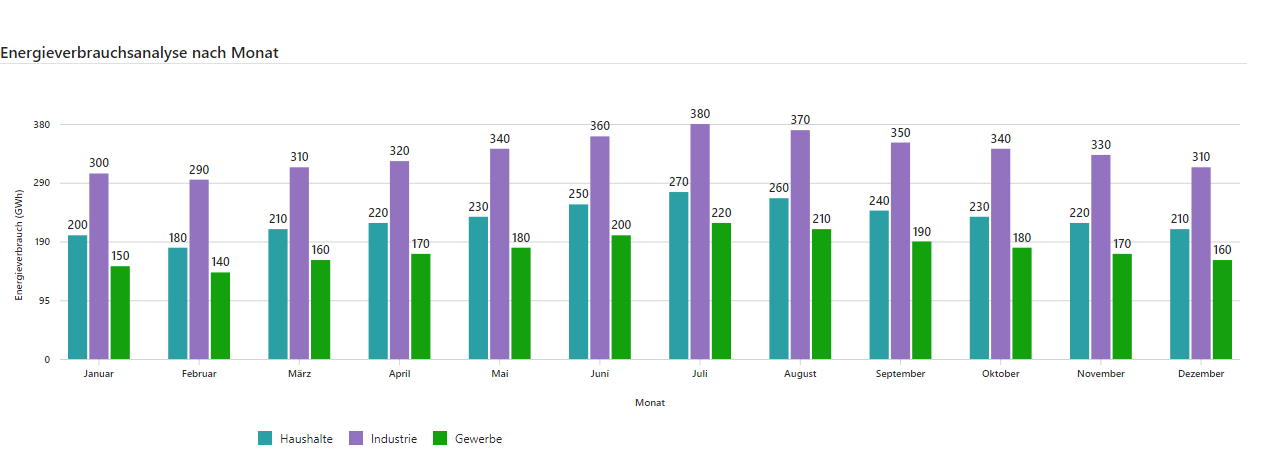 Energieverbrauchsanalyse nach Monat
Energieverbrauch (GWh)
380
290
190
95
0
200 300 150
180 290 140
210 310 160
220 320 170
230 340 180
250 360 200
270 380 220
260 370 210
240 350 190
230 340 180
220 330 170
210 310 160
Januar Februar März April Mai Juni Juli August September Oktober November Dezember
Monat
Haushalte Industrie Gewerbe